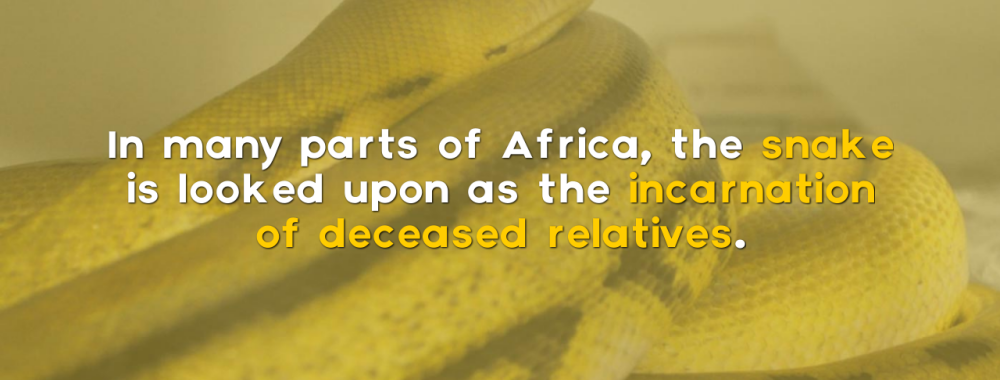 In many parts of Africa, the snake
is looked upon as the incarnation
of deceased relatives.